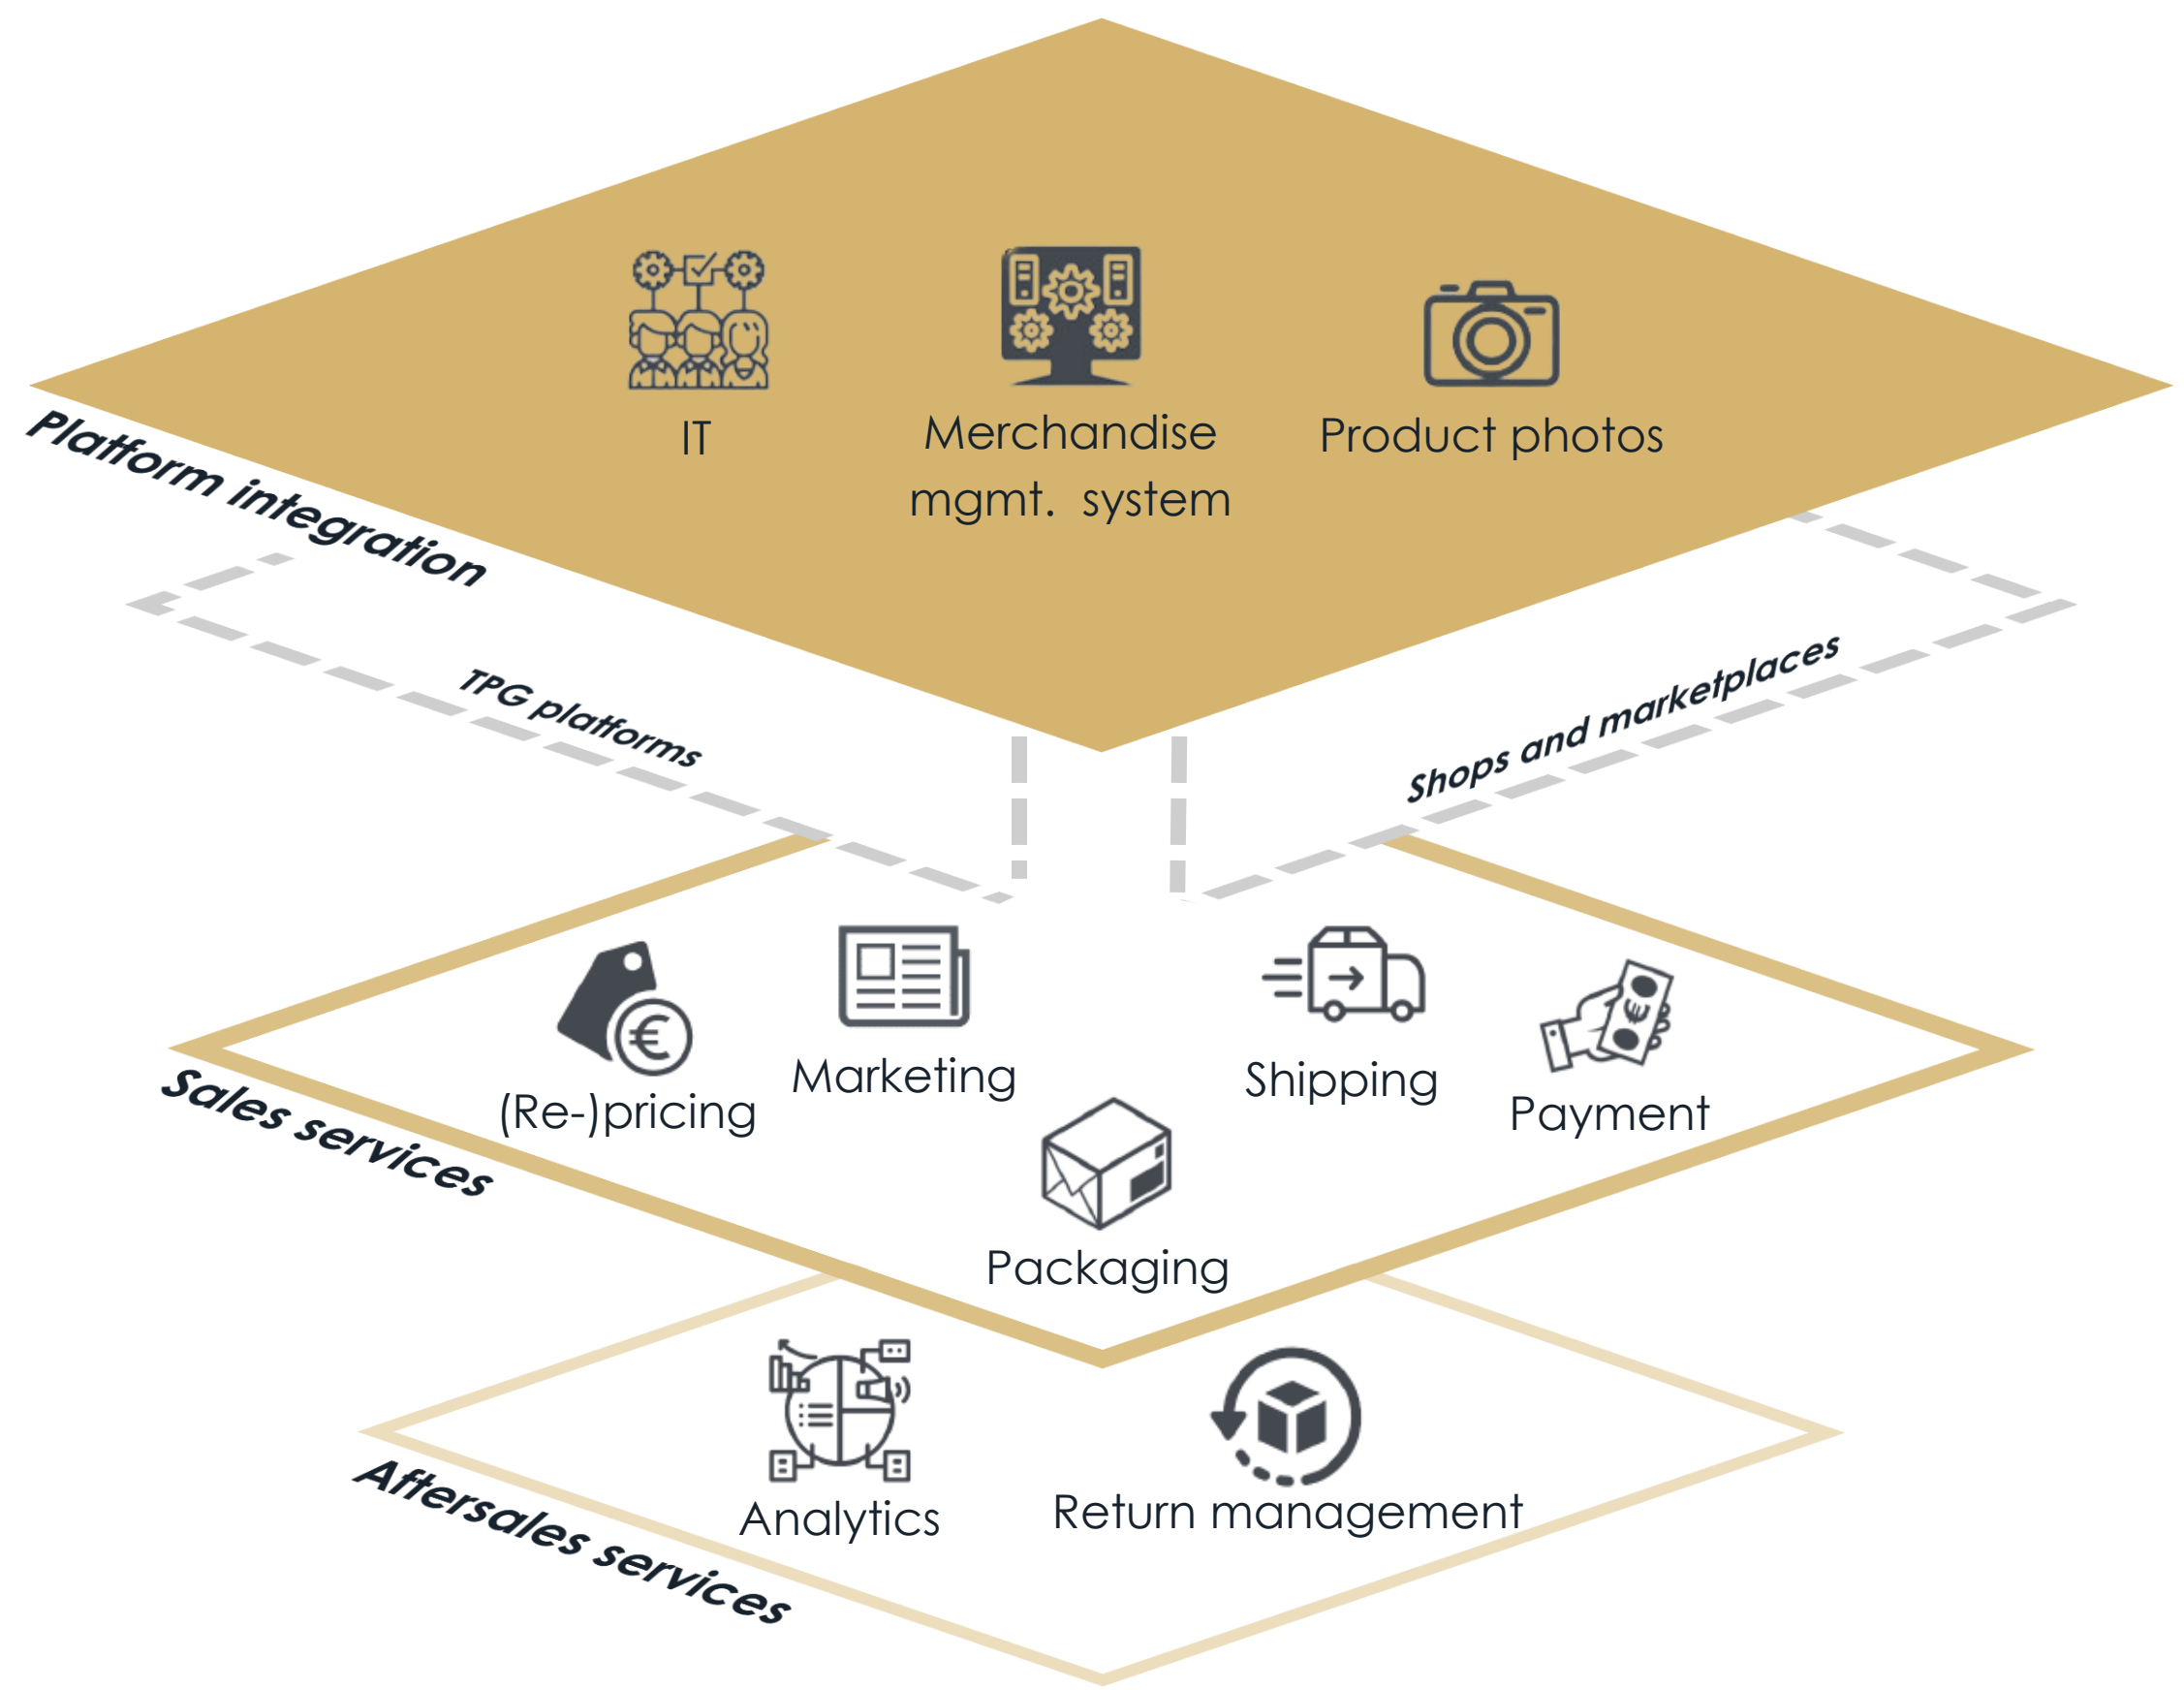 IT
Merchandise
mgmt. system
Product photos
Platform integration
TPG platforms
Shops and marketplaces
(Re-)pricing
Marketing
Shipping
Payment
Packaging
Sales services
Analytics
Return management
Aftersales services